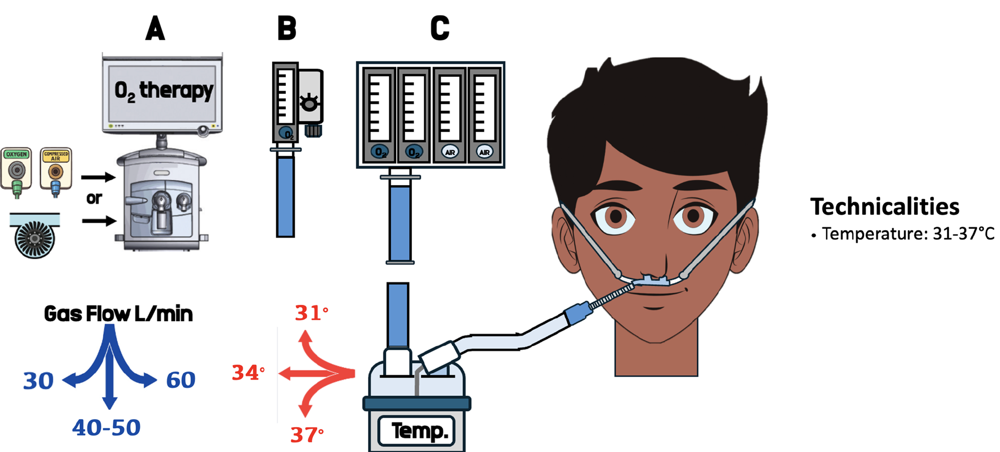 A
B
C
O₂ therapy
OXYGEN
COMPRESSED
AIR
or
O₂
O₂
O₂
AIR
AIR
Technicalities
• Temperature: 31-37°C
Gas Flow L/min
30
60
40-50
31°
34°
37°
Temp.